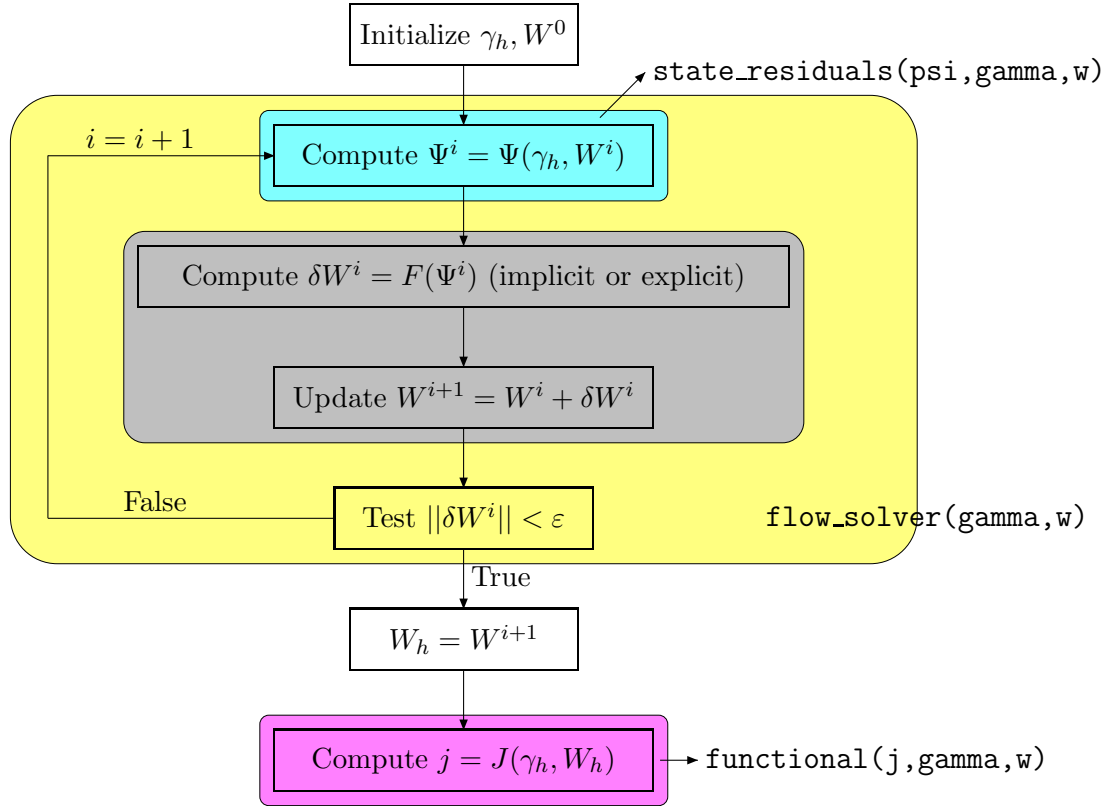 Initialize γ_h, W^0
state_residuals(psi,gamma,w)
i = i + 1
Compute Ψ^i = Ψ(γ_h, W^i)
Compute δW^i = F(Ψ^i) (implicit or explicit)
Update W^{i+1} = W^i + δW^i
False
Test ||δW^i|| < ε
flow_solver(gamma,w)
True
W_h = W^{i+1}
Compute j = J(γ_h, W_h)
functional(j,gamma,w)